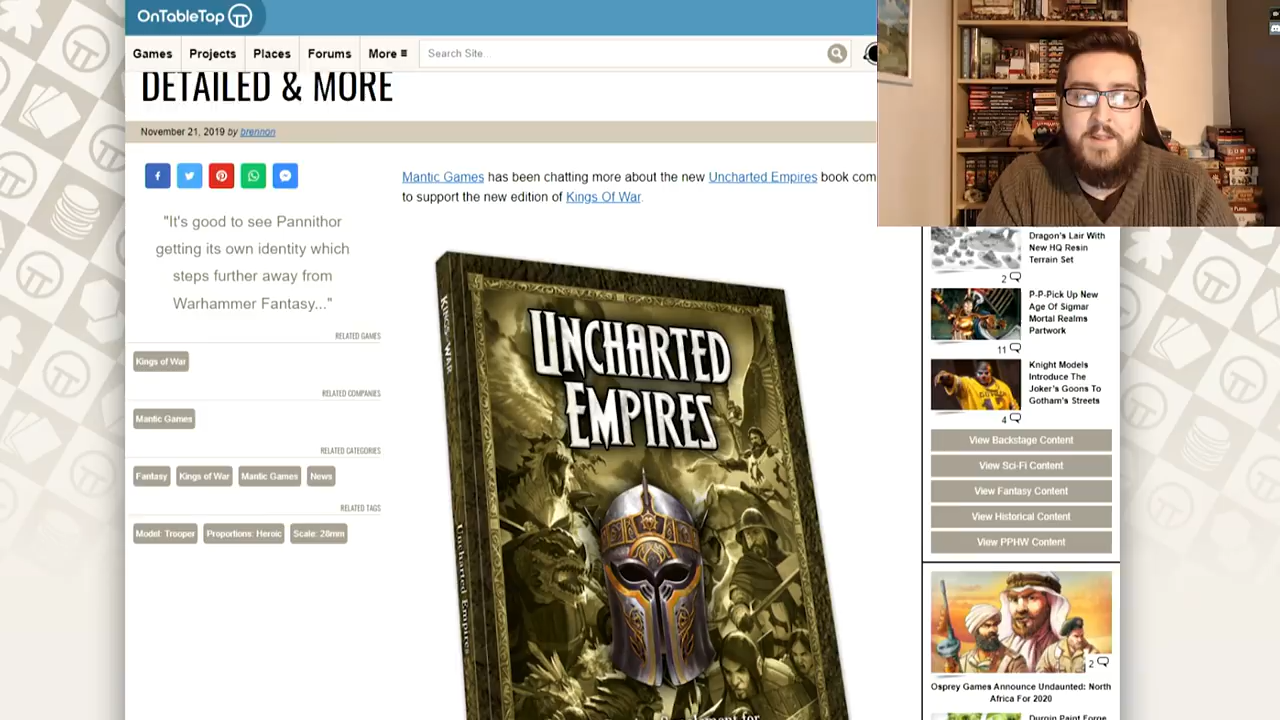 OnTableTop
Games
Projects
Places
Forums
More
Search Site...
DETAILED & MORE
November 21, 2019 by brennon
"It's good to see Pannithor
getting its own identity which
steps further away from
Warhammer Fantasy..."
RELATED GAMES
Kings of War
RELATED COMPANIES
Mantic Games
RELATED CATEGORIES
Fantasy
Kings of War
Mantic Games
News
RELATED TAGS
Model: Trooper
Proportions: Heroic
Scale: 28mm
Mantic Games has been chatting more about the new Uncharted Empires book com
to support the new edition of Kings Of War.
KINGS OF WAR
UNCHARTED
EMPIRES
Uncharted Empires
Dragon's Lair With
New HQ Resin
Terrain Set
2
P-P-Pick Up New
Age Of Sigmar
Mortal Realms
Partwork
11
Knight Models
Introduce The
Joker's Goons To
Gotham's Streets
4
View Backstage Content
View Sci-Fi Content
View Fantasy Content
View Historical Content
View PPHW Content
2
Osprey Games Announce Undaunted: North
Africa For 2020